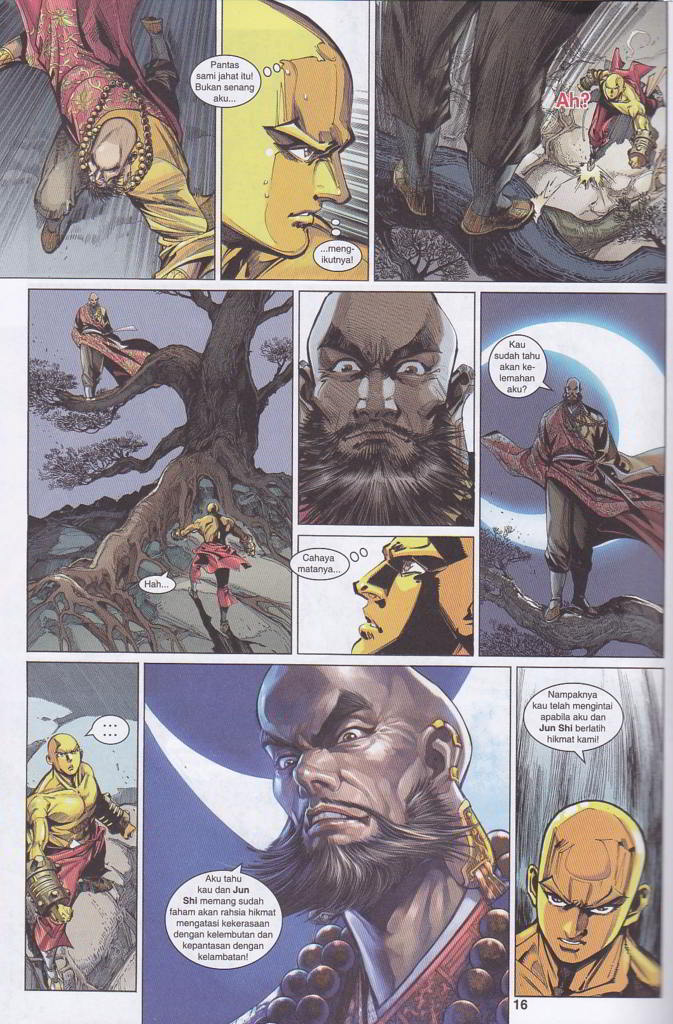 Pantas
sami jahat itu!
Bukan senang
aku...
...meng-
ikutnya!
Ah?
Hah...
Cahaya
matanya...
Kau
sudah tahu
akan ke-
lemahan
aku?
... ...
Aku tahu
kau dan Jun
Shi memang sudah
faham akan rahsia hikmat
mengatasi kekerasaan
dengan kelembutan dan
kepantasan dengan
kelambatan!
Nampaknya
kau telah mengintai
apabila aku dan
Jun Shi berlatih
hikmat kami!
16